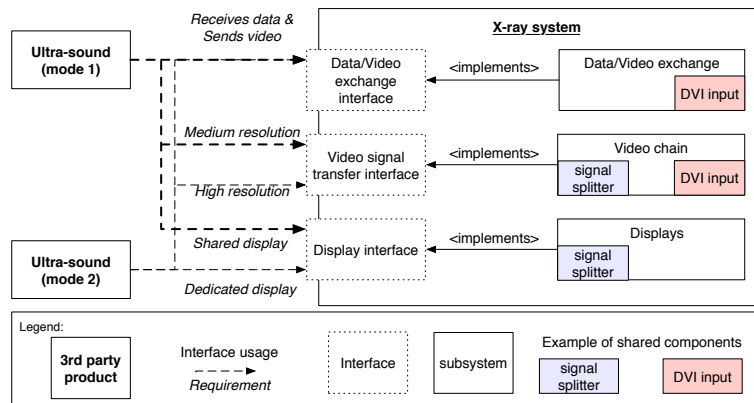 Receives data &
Sends video
X-ray system
Ultra-sound
(mode 1)
Data/Video
exchange
interface
<implements>
Data/Video exchange
DVI input
Medium resolution
Video signal
transfer interface
<implements>
Video chain
signal
splitter
DVI input
High resolution
Shared display
Display interface
<implements>
Displays
signal
splitter
Ultra-sound
(mode 2)
Dedicated display
Legend:
3rd party
product
Interface usage
Requirement
Interface
subsystem
Example of shared components
signal
splitter
DVI input